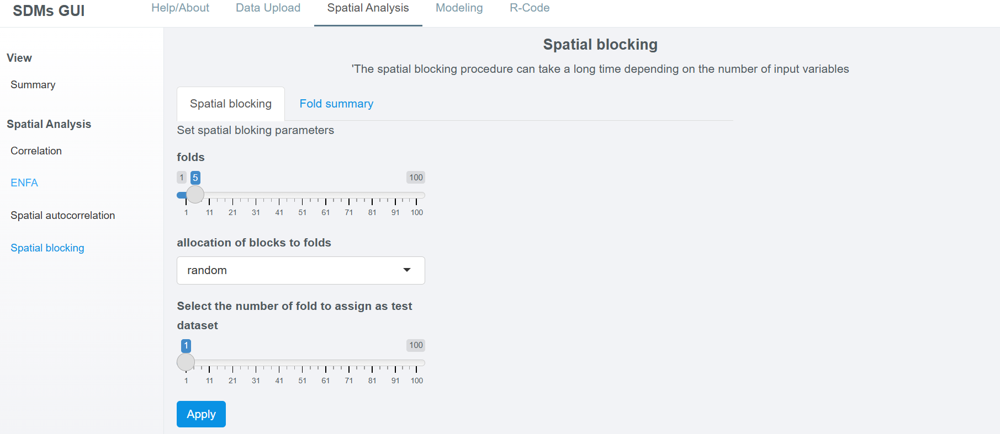 SDMs GUI
Help/About
Data Upload
Spatial Analysis
Modeling
R-Code
View
Summary
Spatial Analysis
Correlation
ENFA
Spatial autocorrelation
Spatial blocking
Spatial blocking
'The spatial blocking procedure can take a long time depending on the number of input variables
Spatial blocking
Fold summary
Set spatial bloking parameters
folds
1 5 100
1 11 21 31 41 51 61 71 81 91 100
allocation of blocks to folds
random
Select the number of fold to assign as test
dataset
1 100
1 11 21 31 41 51 61 71 81 91 100
Apply